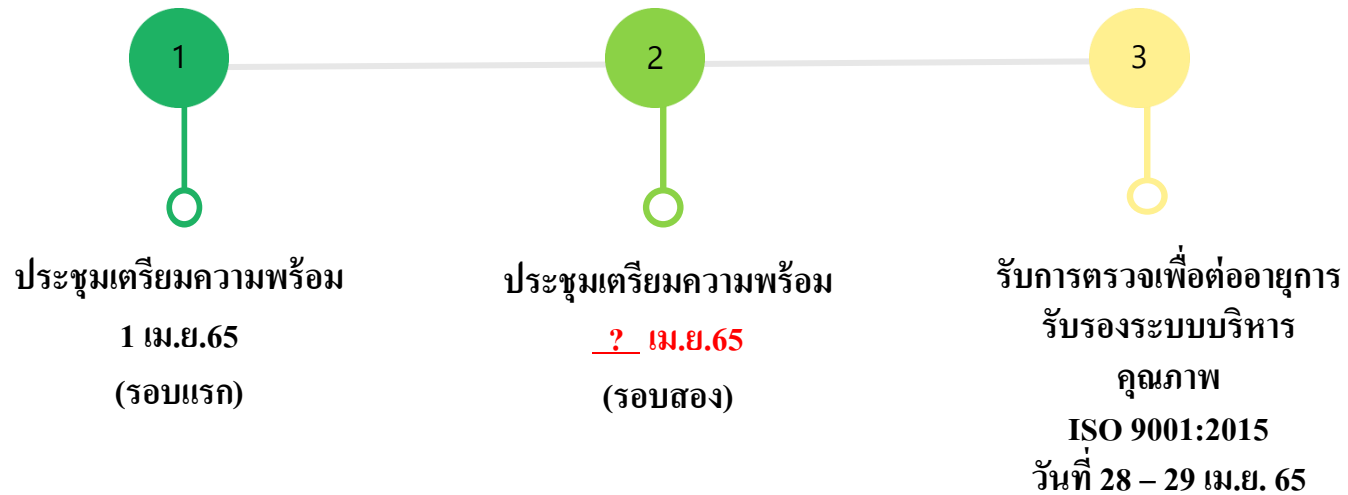 1
2
3
ประชุมเตรียมความพร้อม
1 เม.ย.65
(รอบแรก)
ประชุมเตรียมความพร้อม
? เม.ย.65
(รอบสอง)
รับการตรวจเพื่อต่ออายุการ
รับรองระบบบริหาร
คุณภาพ
ISO 9001:2015
วันที่ 28 – 29 เม.ย. 65